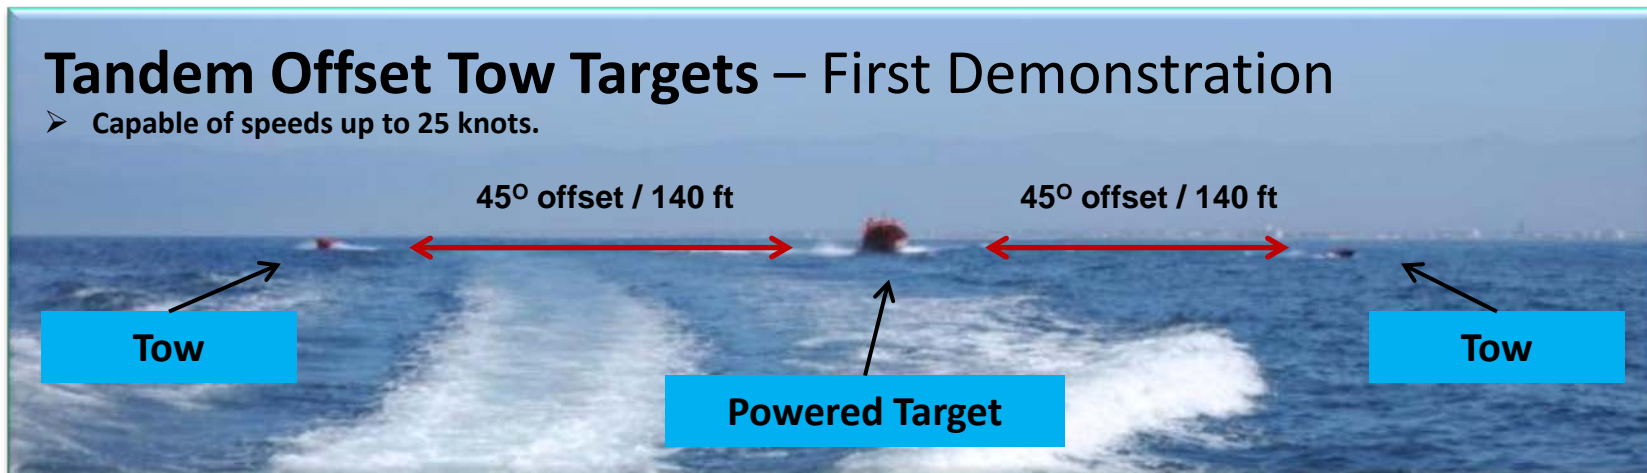 Tandem Offset Tow Targets – First Demonstration
➢ Capable of speeds up to 25 knots.
45ᴼ offset / 140 ft
45ᴼ offset / 140 ft
Tow
Tow
Powered Target